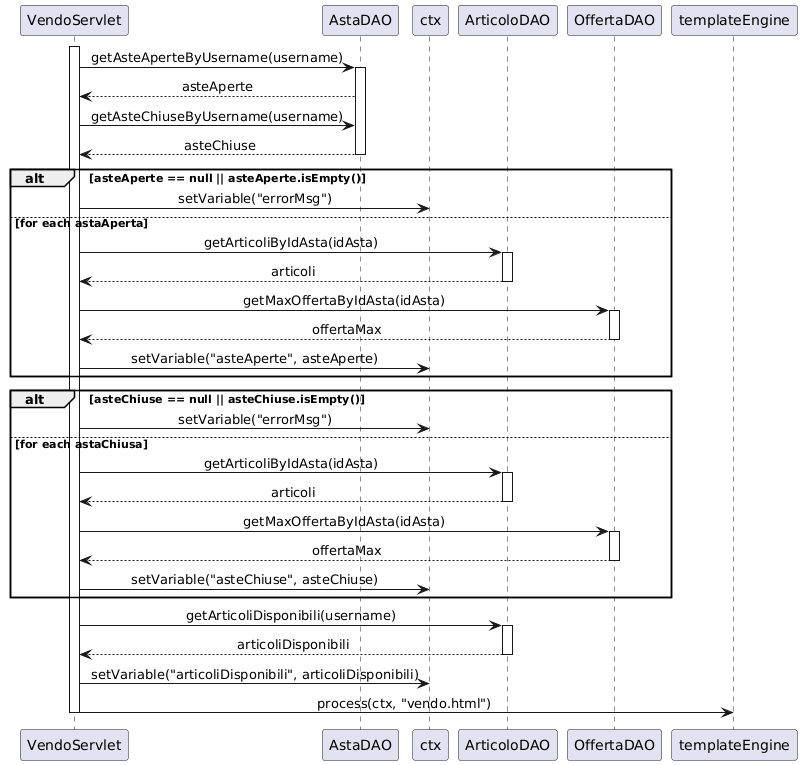 VendoServlet AstaDAO ctx ArticoloDAO OffertaDAO templateEngine
getAsteAperteByUsername(username)
asteAperte
getAsteChiuseByUsername(username)
asteChiuse
alt [asteAperte == null || asteAperte.isEmpty()]
setVariable("errorMsg")
[for each astaAperta]
getArticoliByIdAsta(idAsta)
articoli
getMaxOffertaByIdAsta(idAsta)
offertaMax
setVariable("asteAperte", asteAperte)
alt [asteChiuse == null || asteChiuse.isEmpty()]
setVariable("errorMsg")
[for each astaChiusa]
getArticoliByIdAsta(idAsta)
articoli
getMaxOffertaByIdAsta(idAsta)
offertaMax
setVariable("asteChiuse", asteChiuse)
getArticoliDisponibili(username)
articoliDisponibili
setVariable("articoliDisponibili", articoliDisponibili)
process(ctx, "vendo.html")
VendoServlet AstaDAO ctx ArticoloDAO OffertaDAO templateEngine